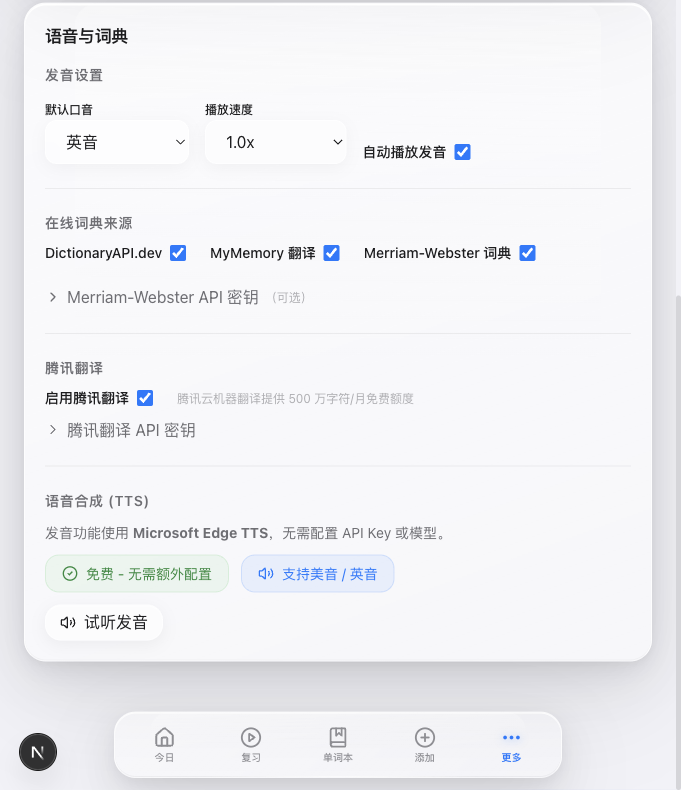 语音与词典
发音设置
默认口音 播放速度
英音 1.0x 自动播放发音
在线词典来源
DictionaryAPI.dev MyMemory 翻译 Merriam-Webster 词典
Merriam-Webster API 密钥 (可选)
腾讯翻译
启用腾讯翻译 腾讯云机器翻译提供 500 万字符/月免费额度
腾讯翻译 API 密钥
语音合成 (TTS)
发音功能使用 Microsoft Edge TTS，无需配置 API Key 或模型。
免费 - 无需额外配置 支持美音 / 英音
试听发音
N
今日 复习 单词本 添加 更多